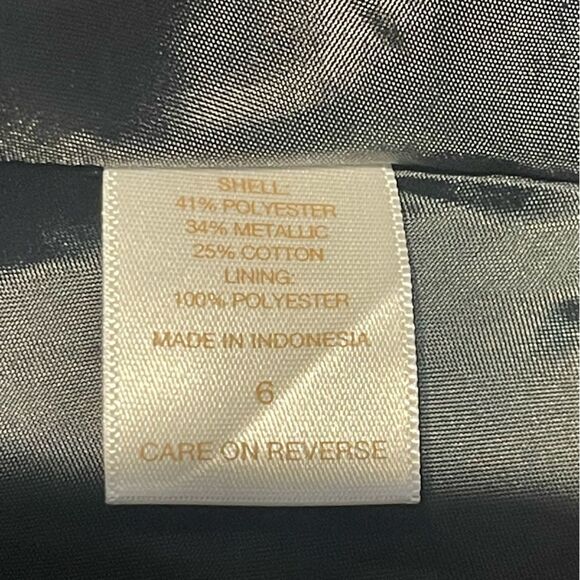 SHELL:
41% POLYESTER
34% METALLIC
25% COTTON
LINING:
100% POLYESTER
MADE IN INDONESIA
6
CARE ON REVERSE